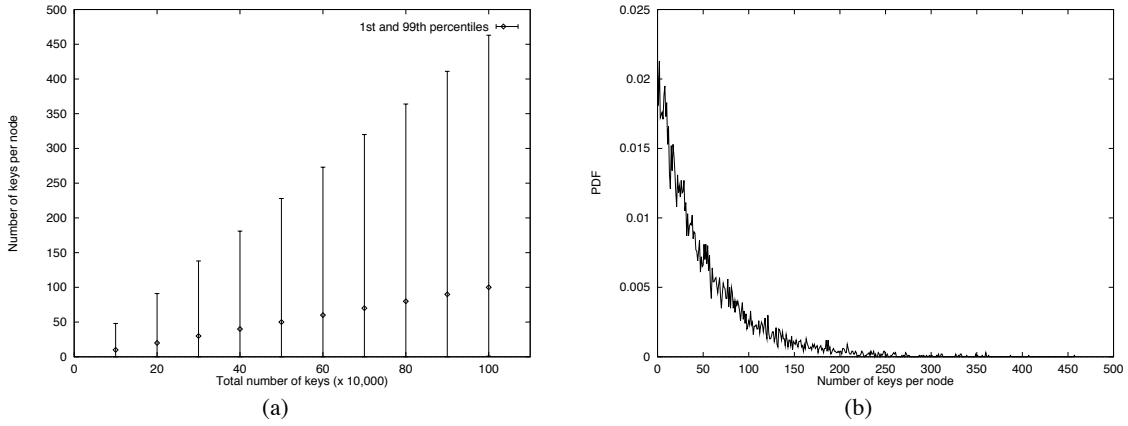 500
450
400
350
300
250
200
150
100
50
0
Number of keys per node
1st and 99th percentiles
0 20 40 60 80 100
Total number of keys (x 10,000)
(a)
0.025
0.02
0.015
0.01
0.005
0
PDF
0 50 100 150 200 250 300 350 400 450 500
Number of keys per node
(b)